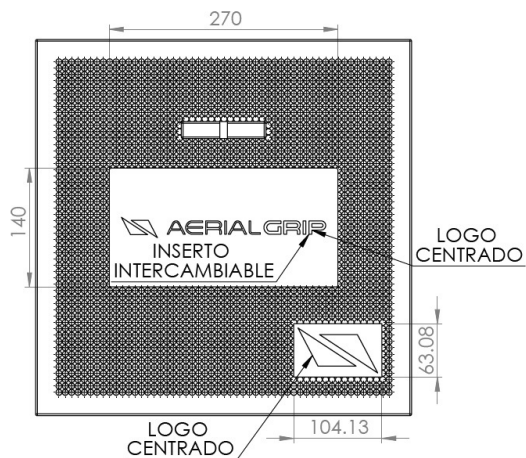 270
140
AERIALGRIP
INSERTO
INTERCAMBIABLE
LOGO
CENTRADO
63.08
104.13
LOGO
CENTRADO